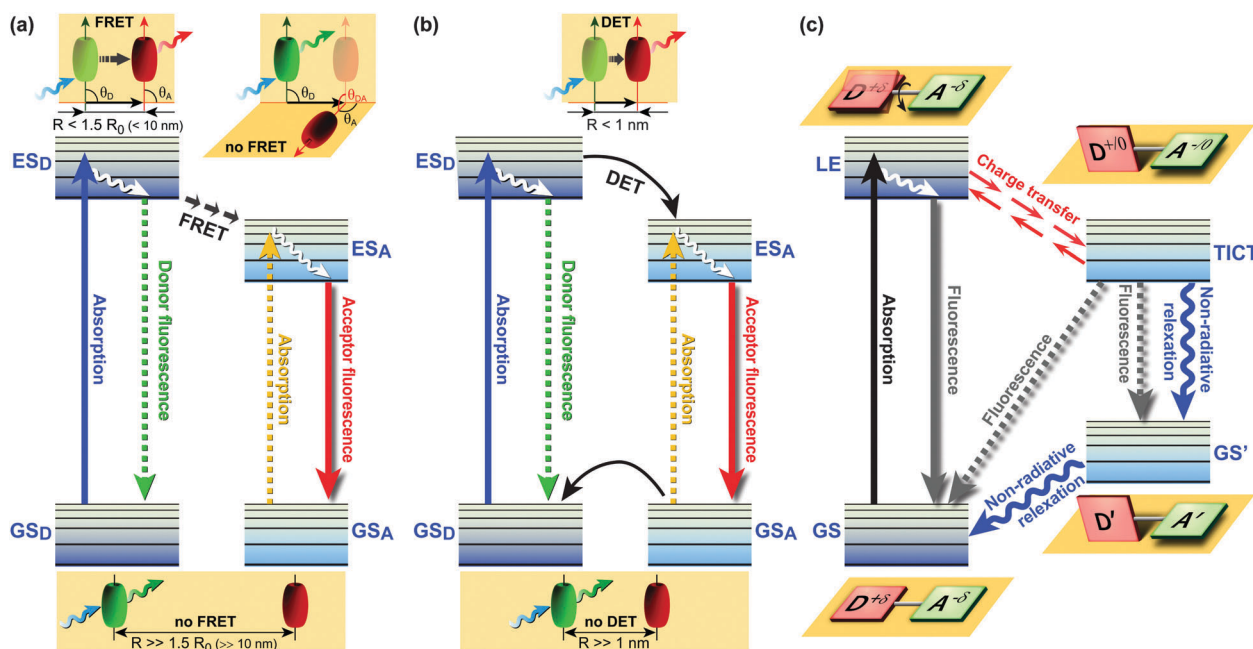 (a)
FRET
θD
θA
R < 1.5 R0 (< 10 nm)
θD
θDA
θA
no FRET
ESD
FRET
ESA
Absorption
Donor fluorescence
Absorption
Acceptor fluorescence
GSD
GSA
no FRET
R >> 1.5 R0 (>> 10 nm)
(b)
DET
R < 1 nm
ESD
DET
ESA
Absorption
Donor fluorescence
Absorption
Acceptor fluorescence
GSD
GSA
no DET
R >> 1 nm
(c)
D+δ
A-δ
D+/0
A-/0
LE
Charge transfer
TICT
Absorption
Fluorescence
Fluorescence
Fluorescence
Non-radiative
relexation
GS'
Non-radiative
relexation
GS
D'
A'
D+δ
A-δ